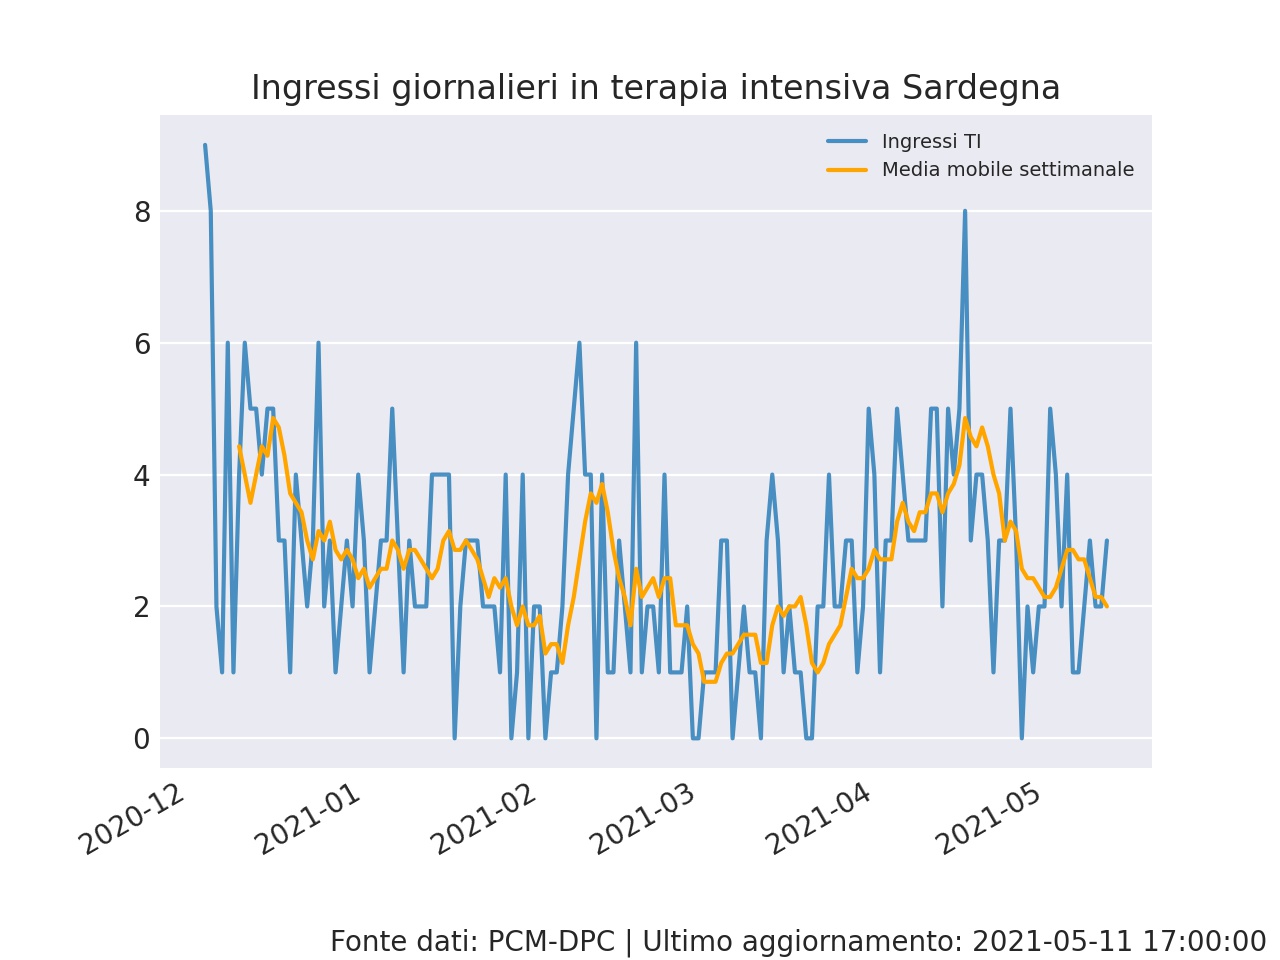 Ingressi giornalieri in terapia intensiva Sardegna
Ingressi TI
Media mobile settimanale
8
6
4
2
0
2020-12
2021-01
2021-02
2021-03
2021-04
2021-05
Fonte dati: PCM-DPC | Ultimo aggiornamento: 2021-05-11 17:00:00